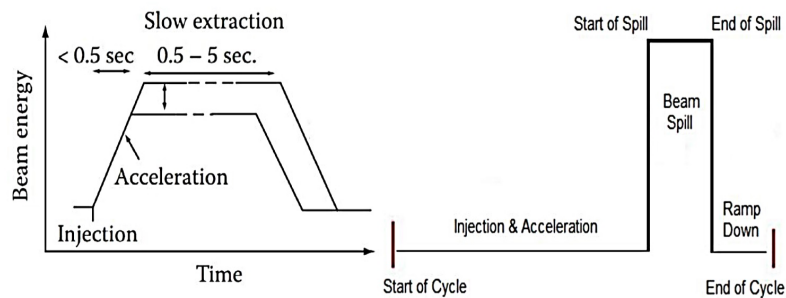 Slow extraction
< 0.5 sec
0.5 – 5 sec.
Beam energy
Acceleration
Injection
Time
Start of Spill
End of Spill
Beam
Spill
Injection & Acceleration
Ramp
Down
Start of Cycle
End of Cycle